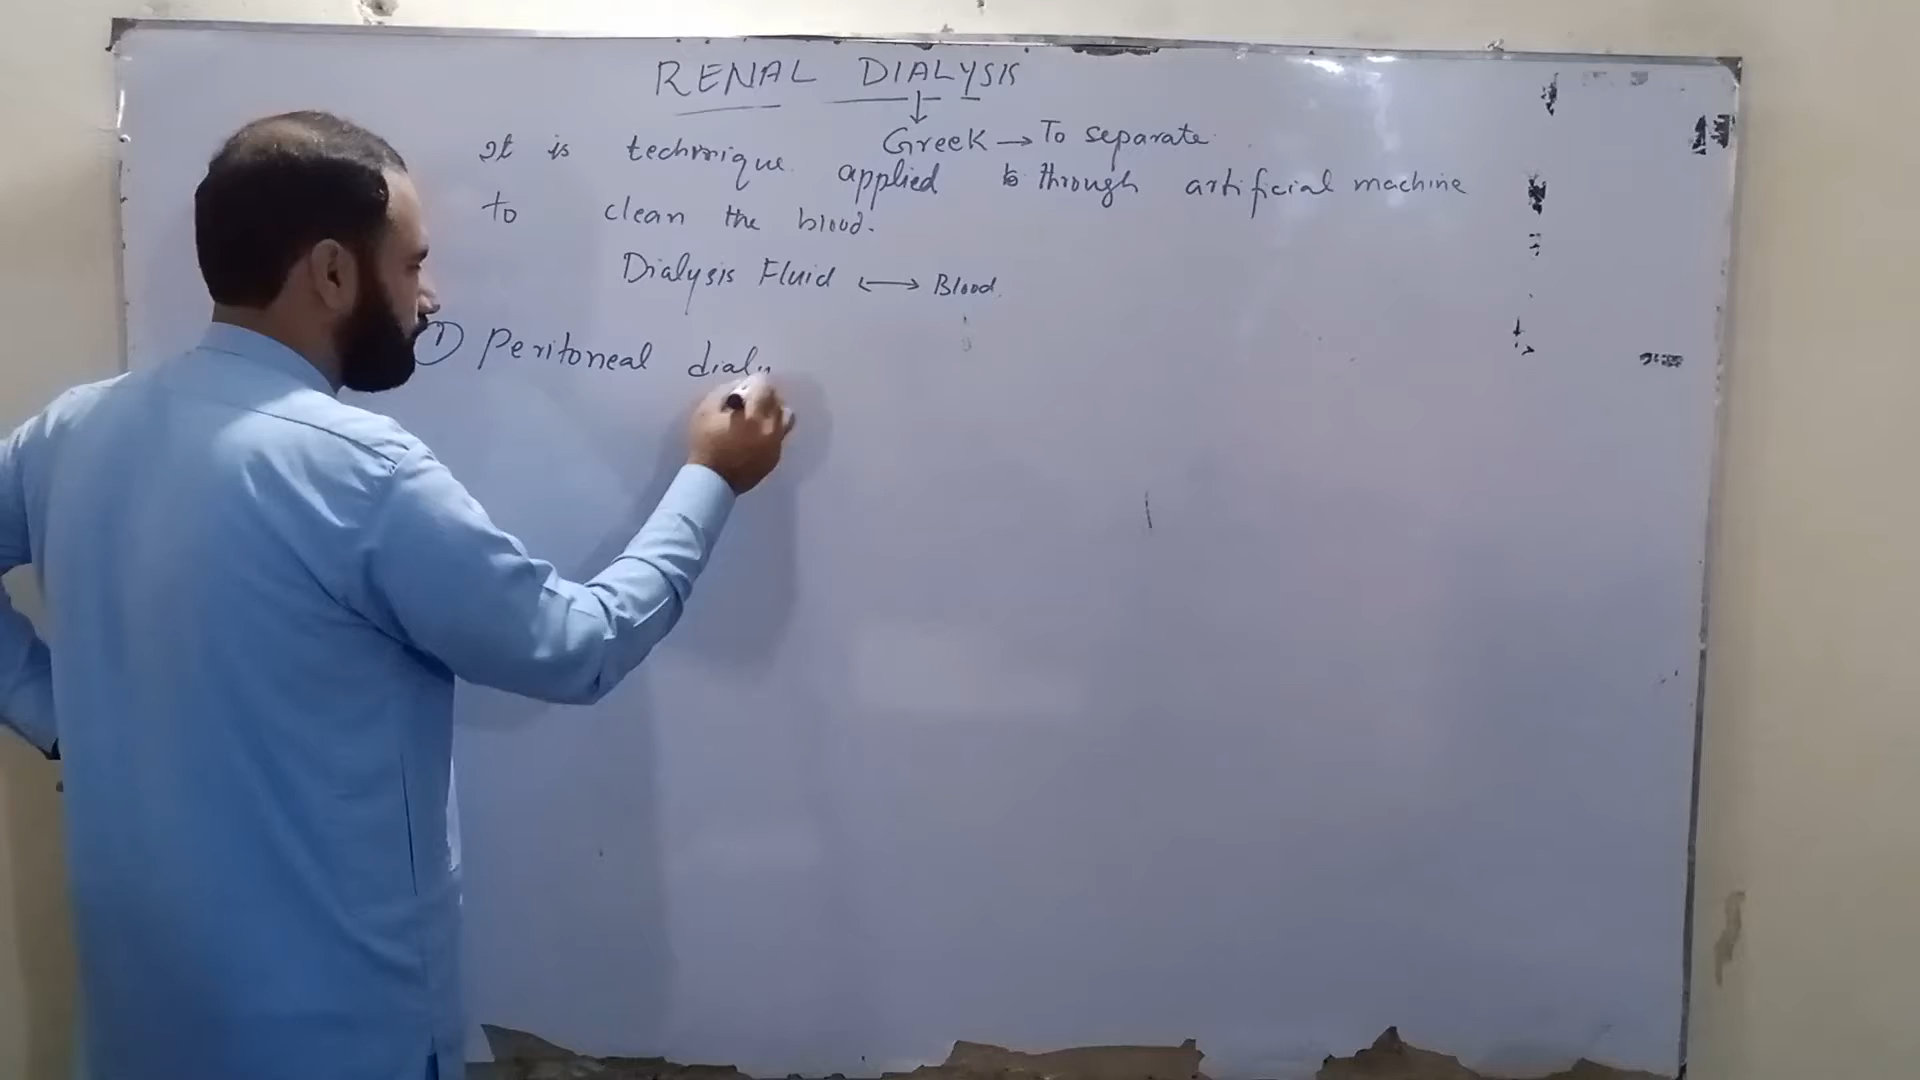 RENAL DIALYSIS
Greek → To separate
It is technique applied to through artificial machine
to clean the blood.
Dialysis Fluid ↔ Blood.
① Peritoneal dialy